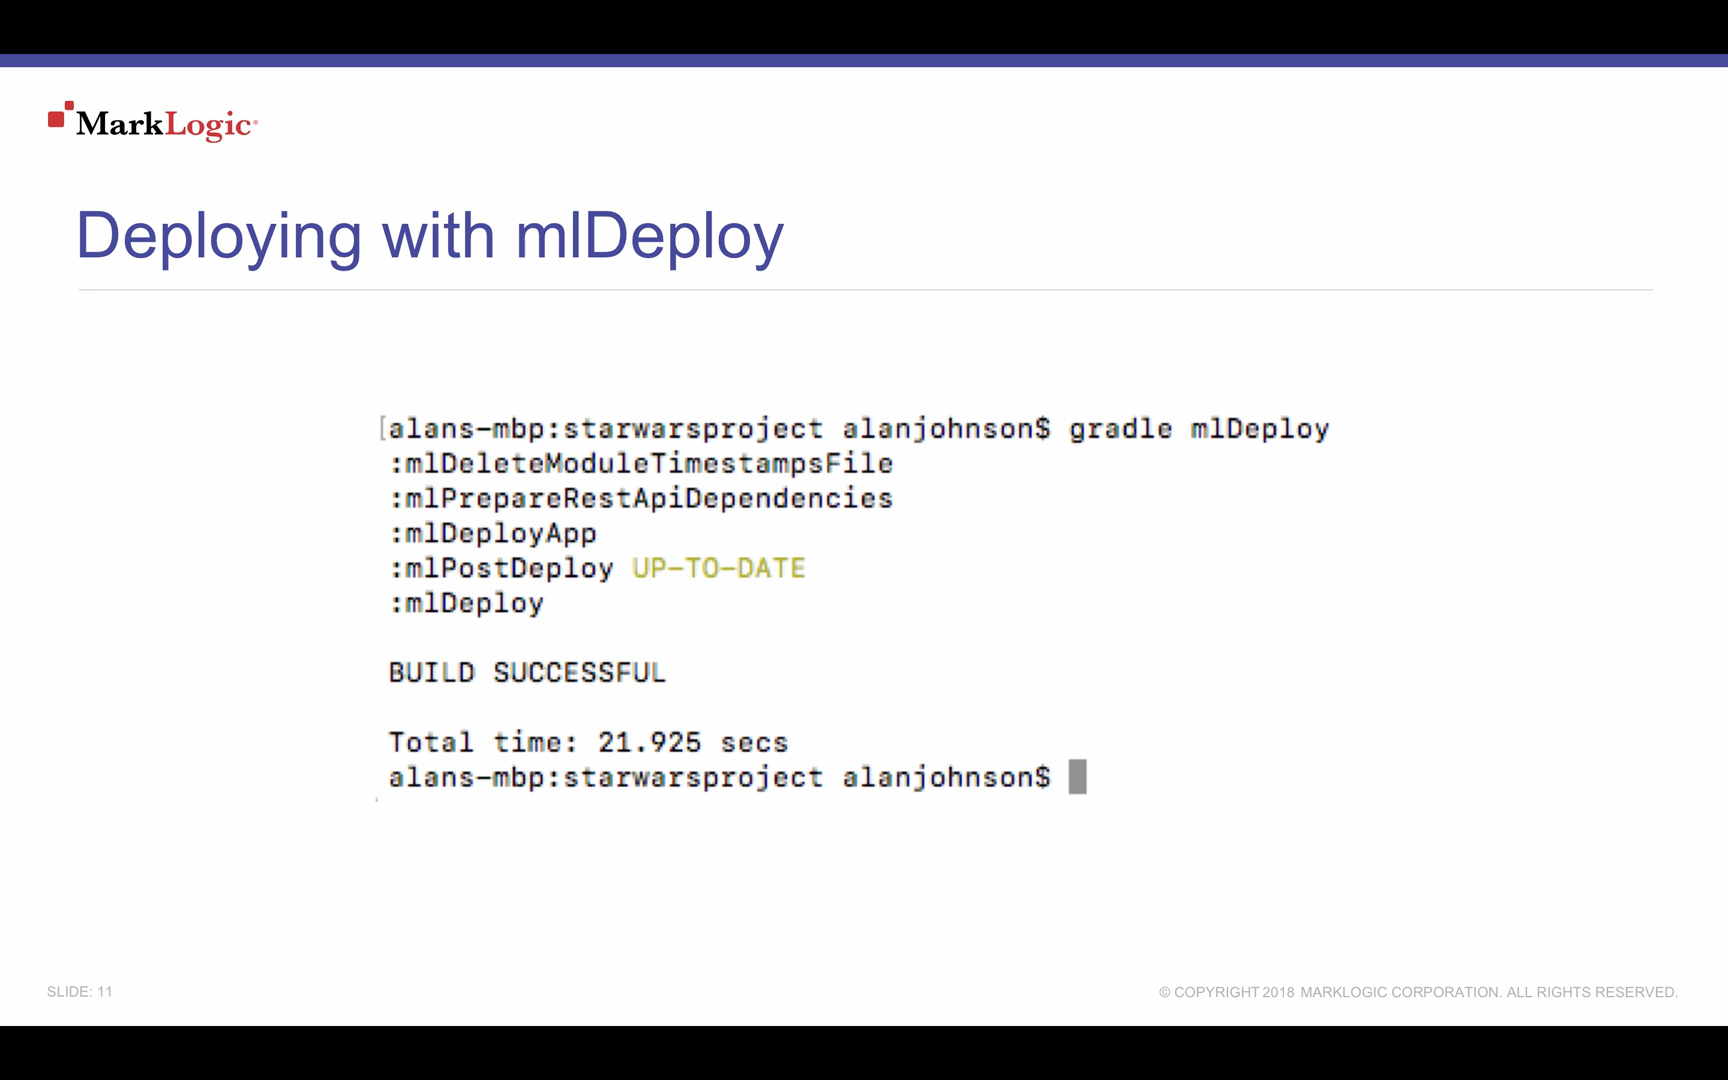 MarkLogic®
Deploying with mlDeploy
[alans-mbp:starwarsproject alanjohnson$ gradle mlDeploy
:mlDeleteModuleTimestampsFile
:mlPrepareRestApiDependencies
:mlDeployApp
:mlPostDeploy UP-TO-DATE
:mlDeploy
BUILD SUCCESSFUL
Total time: 21.925 secs
alans-mbp:starwarsproject alanjohnson$
SLIDE: 11
© COPYRIGHT 2018 MARKLOGIC CORPORATION. ALL RIGHTS RESERVED.